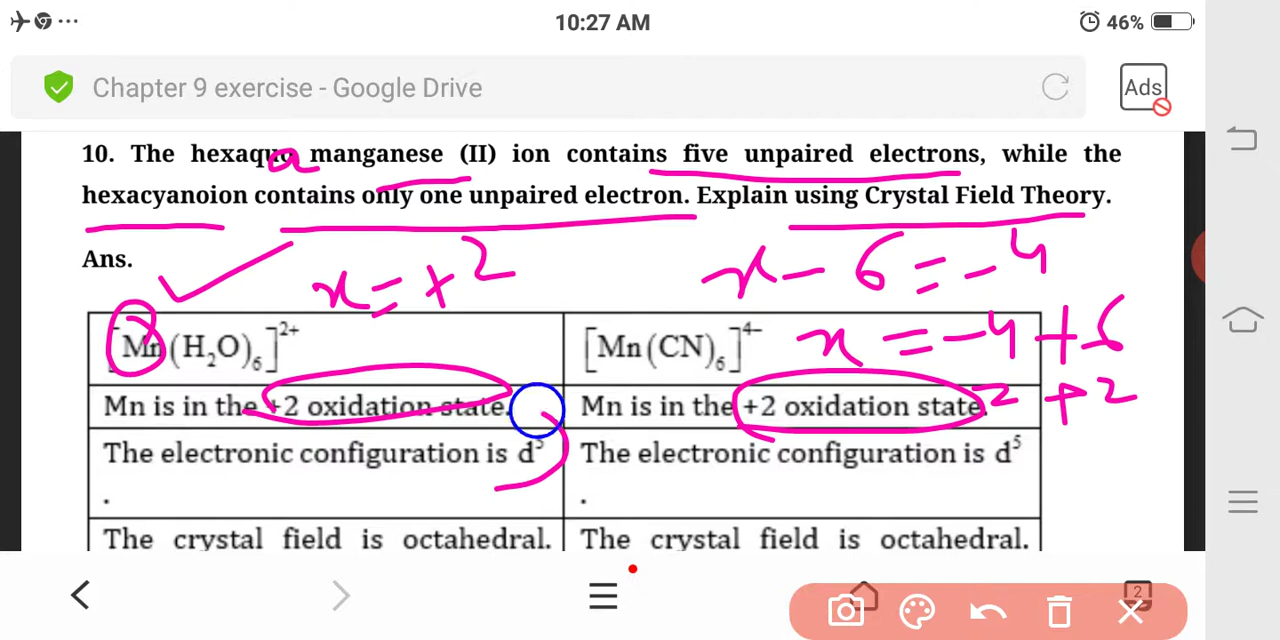 10:27 AM
46%
Chapter 9 exercise - Google Drive
Ads
10. The hexaquo manganese (II) ion contains five unpaired electrons, while the
a
hexacyanoion contains only one unpaired electron. Explain using Crystal Field Theory.
Ans.
x = +2
x - 6 = -4
[Mn(H₂O)₆]²⁺
[Mn(CN)₆]⁴⁻
x = -4 + 6
= +2
Mn is in the +2 oxidation state.
Mn is in the +2 oxidation state.
The electronic configuration is d⁵
.
The electronic configuration is d⁵
.
The crystal field is octahedral.
The crystal field is octahedral.
2